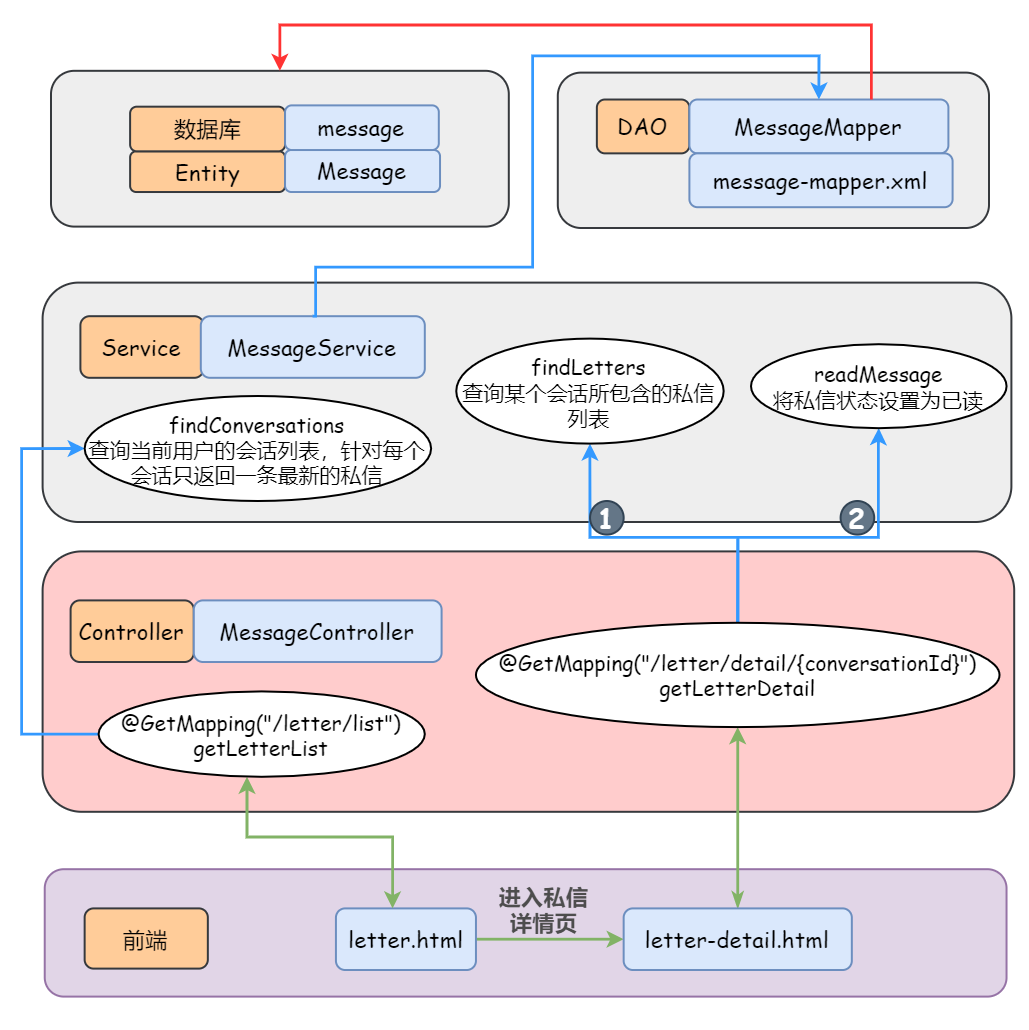 数据库
message
Entity
Message
DAO
MessageMapper
message-mapper.xml
Service
MessageService
findConversations
查询当前用户的会话列表，针对每个
会话只返回一条最新的私信
findLetters
查询某个会话所包含的私信
列表
readMessage
将私信状态设置为已读
1
2
Controller
MessageController
@GetMapping("/letter/list")
getLetterList
@GetMapping("/letter/detail/{conversationId}")
getLetterDetail
前端
letter.html
进入私信
详情页
letter-detail.html